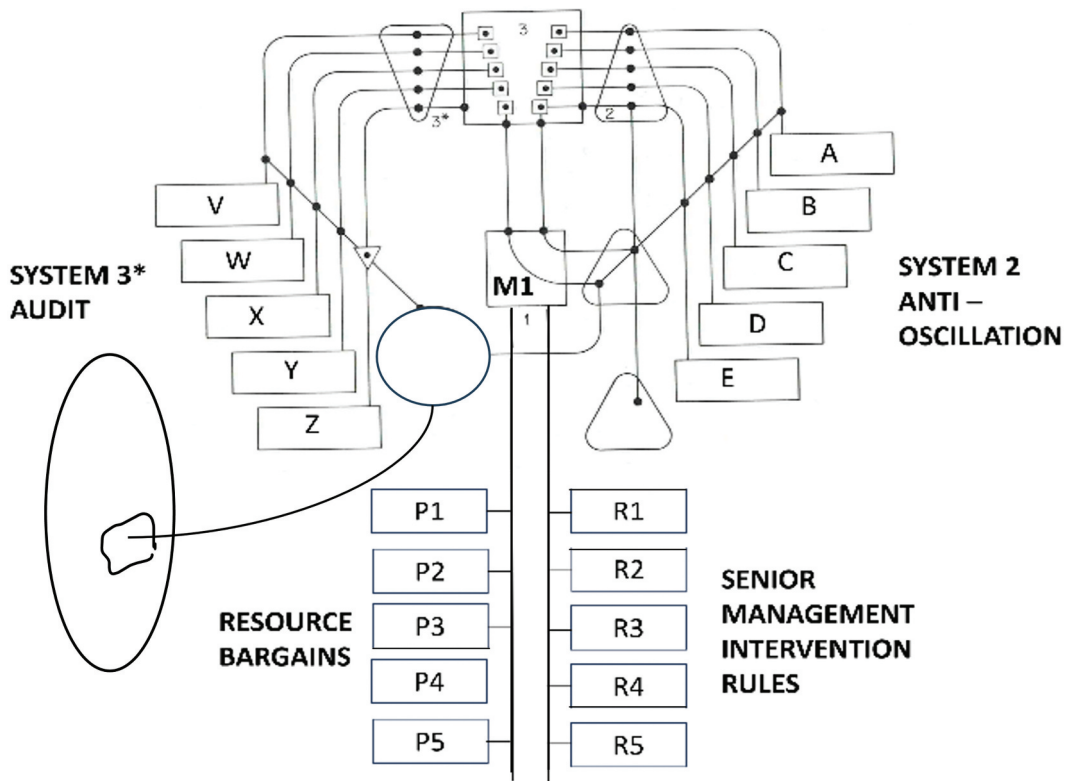 3
3*
2
A
V
B
W
C
SYSTEM 3*
AUDIT
M1
SYSTEM 2
ANTI –
OSCILLATION
X
D
1
Y
E
Z
P1
R1
P2
R2
SENIOR
MANAGEMENT
INTERVENTION
RULES
RESOURCE
BARGAINS
P3
R3
P4
R4
P5
R5